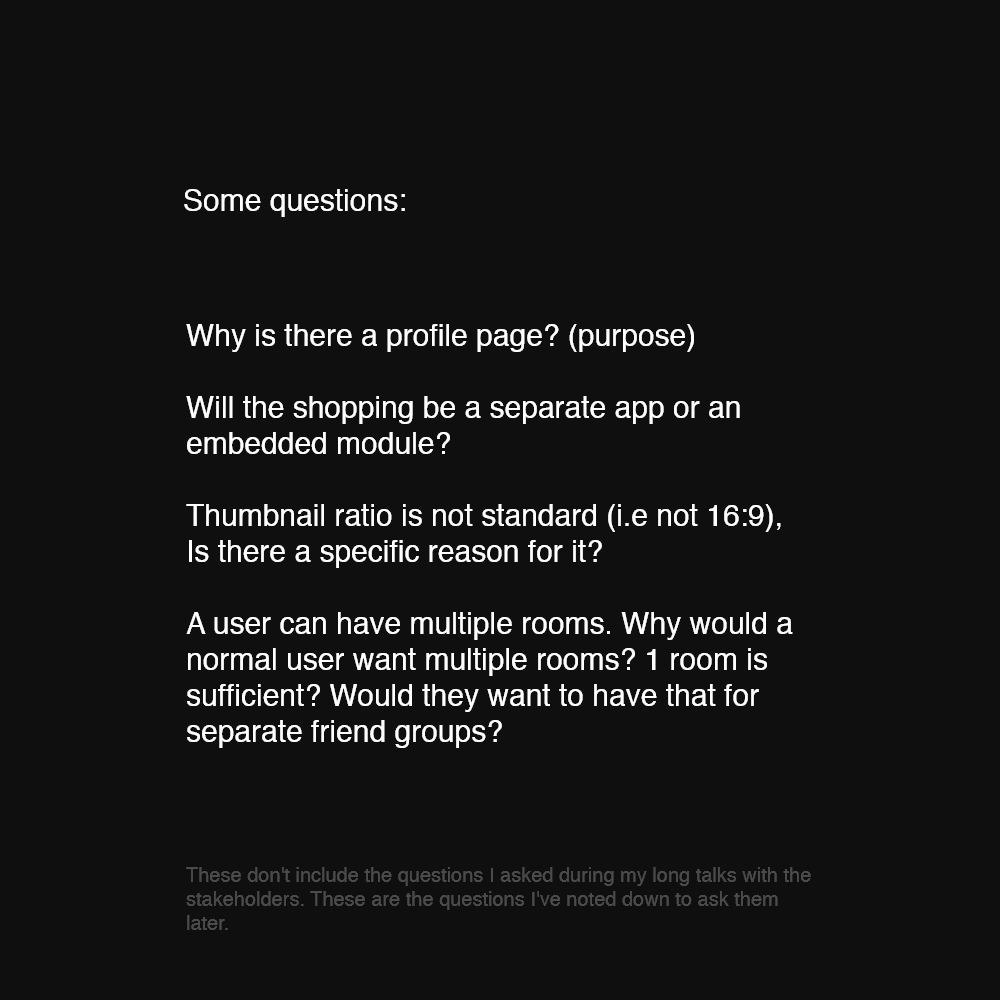 Some questions:
Why is there a profile page? (purpose)
Will the shopping be a separate app or an
embedded module?
Thumbnail ratio is not standard (i.e not 16:9),
Is there a specific reason for it?
A user can have multiple rooms. Why would a
normal user want multiple rooms? 1 room is
sufficient? Would they want to have that for
separate friend groups?
These don't include the questions I asked during my long talks with the
stakeholders. These are the questions I've noted down to ask them
later.